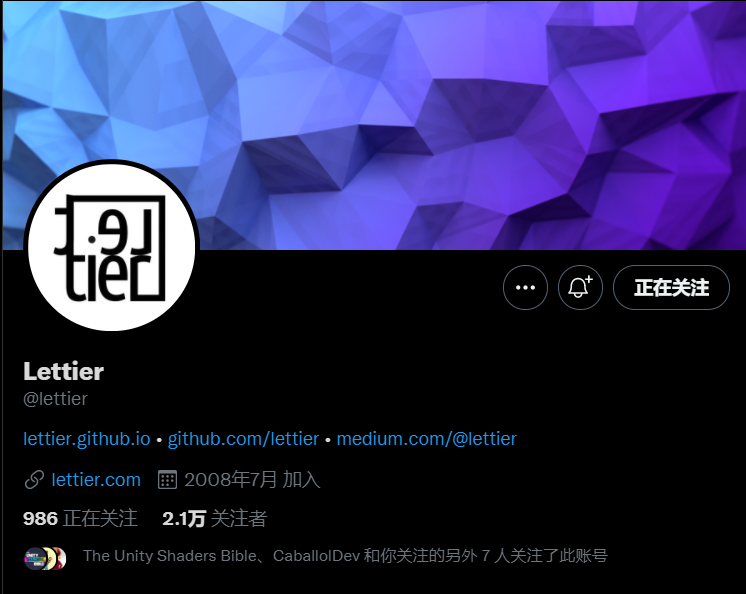 正在关注
Lettier
@lettier
lettier.github.io • github.com/lettier • medium.com/@lettier
lettier.com 2008年7月 加入
986 正在关注 2.1万 关注者
The Unity Shaders Bible、CaballolDev 和你关注的另外 7 人关注了此账号